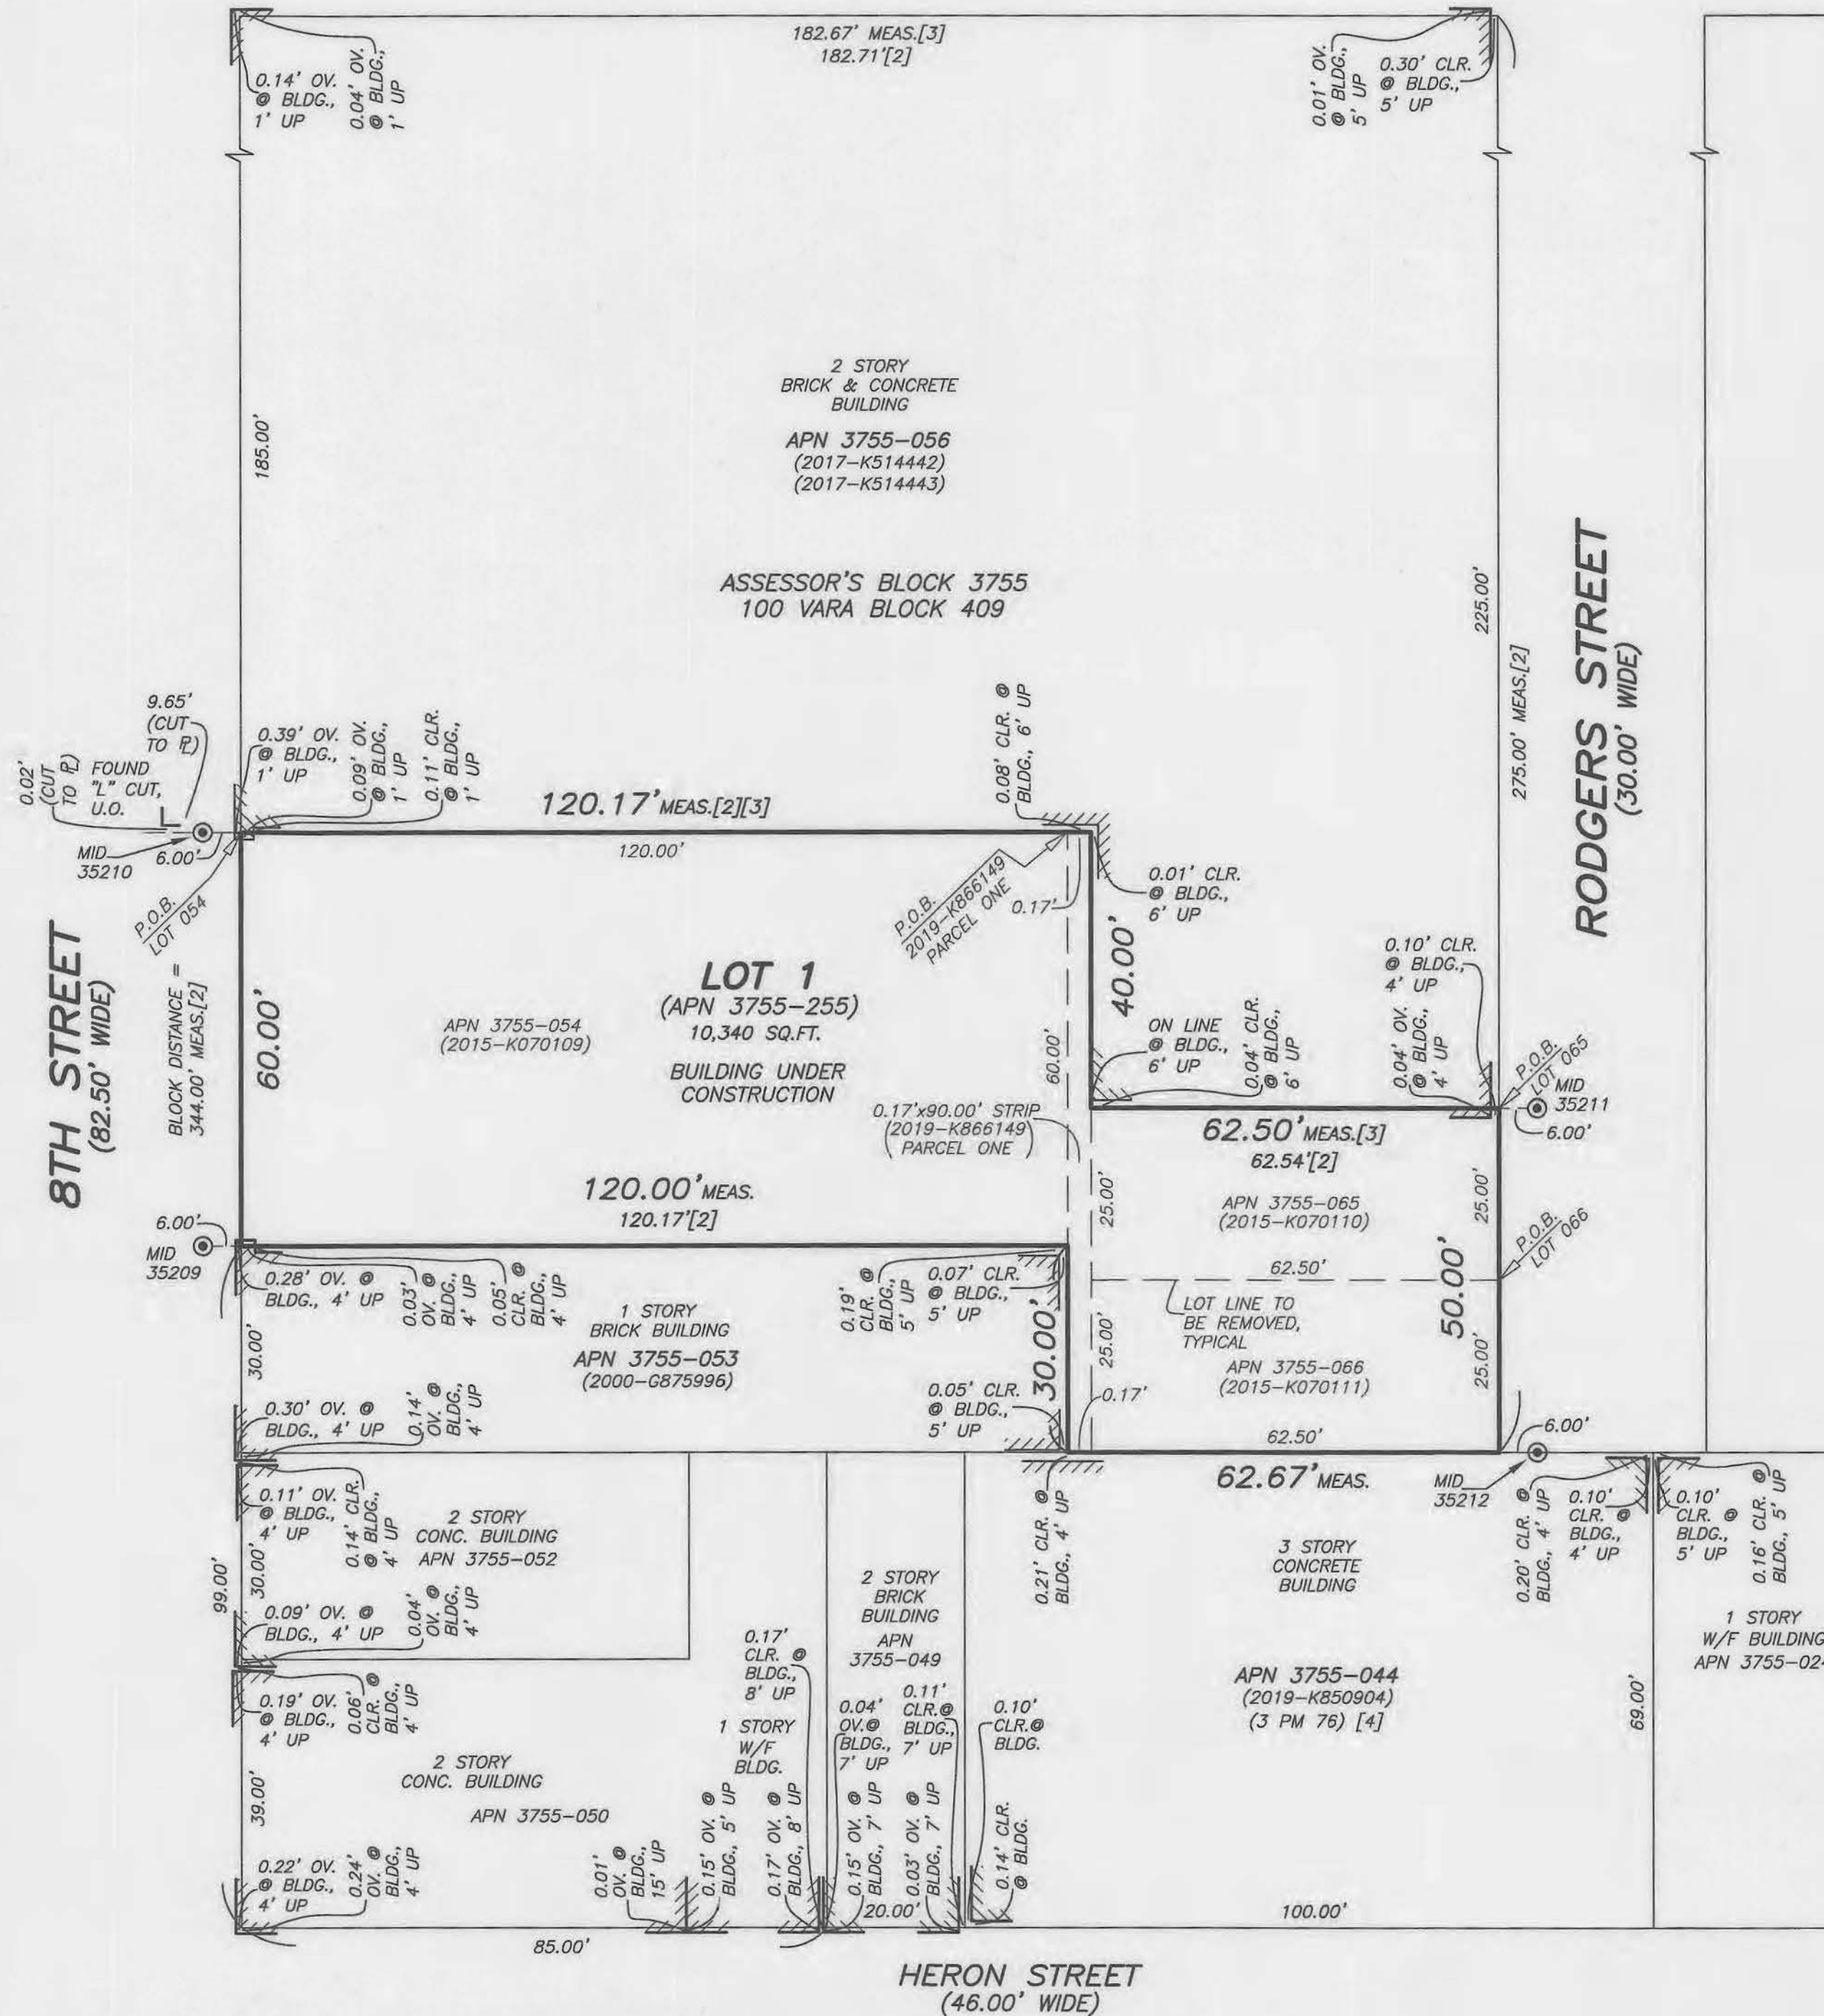 182.67' MEAS.[3]
182.71'[2]
0.14' OV.
@ BLDG.,
1' UP
0.04' OV.
@ BLDG.,
1' UP
0.01' OV.
@ BLDG.,
5' UP
0.30' CLR.
@ BLDG.,
5' UP
2 STORY
BRICK & CONCRETE
BUILDING
APN 3755-056
(2017-K514442)
(2017-K514443)
185.00'
ASSESSOR'S BLOCK 3755
100 VARA BLOCK 409
225.00'
275.00' MEAS.[2]
RODGERS STREET
(30.00' WIDE)
9.65'
(CUT
TO PL)
0.02'
(CUT
TO PL)
FOUND
"L" CUT,
U.O.
MID
35210
6.00'
0.39' OV.
@ BLDG.,
1' UP
0.09' OV.
@ BLDG.,
1' UP
0.11' CLR.
@ BLDG.,
1' UP
120.17' MEAS.[2][3]
120.00'
0.08' CLR. @
BLDG., 6' UP
P.O.B.
LOT 054
P.O.B.
2019-K866149
PARCEL ONE
0.17'
0.01' CLR.
@ BLDG.,
6' UP
40.00'
8TH STREET
(82.50' WIDE)
BLOCK DISTANCE =
344.00' MEAS.[2]
60.00'
LOT 1
(APN 3755-255)
10,340 SQ.FT.
BUILDING UNDER
CONSTRUCTION
APN 3755-054
(2015-K070109)
60.00'
ON LINE
@ BLDG.,
6' UP
0.04' CLR.
@ BLDG.,
6' UP
0.10' CLR.
@ BLDG.,
4' UP
0.04' OV.
@ BLDG.,
4' UP
P.O.B.
LOT 065
MID
35211
6.00'
0.17'x90.00' STRIP
(2019-K866149)
( PARCEL ONE )
62.50' MEAS.[3]
62.54'[2]
120.00' MEAS.
120.17'[2]
25.00'
APN 3755-065
(2015-K070110)
25.00'
P.O.B.
LOT 066
6.00'
MID
35209
62.50'
50.00'
0.28' OV. @
BLDG., 4' UP
0.03' @
OV.
BLDG.,
4' UP
0.05' @
CLR.
BLDG.,
4' UP
1 STORY
BRICK BUILDING
APN 3755-053
(2000-G875996)
0.19' @
CLR.
BLDG.,
5' UP
0.07' CLR.
@ BLDG.,
5' UP
30.00'
25.00'
LOT LINE TO
BE REMOVED,
TYPICAL
APN 3755-066
(2015-K070111)
25.00'
30.00'
0.30' OV. @
BLDG., 4' UP
0.14' @
OV.
BLDG.,
4' UP
0.05' CLR.
@ BLDG.,
5' UP
0.17'
62.50'
6.00'
62.67' MEAS.
MID
35212
0.11' OV.
@ BLDG.,
4' UP
0.14' CLR.
@ BLDG.,
4' UP
2 STORY
CONC. BUILDING
APN 3755-052
99.00'
30.00'
0.21' CLR. @
BLDG., 4' UP
3 STORY
CONCRETE
BUILDING
0.20' CLR. @
BLDG., 4' UP
0.10'
CLR. @
BLDG.,
4' UP
0.10'
CLR. @
BLDG.,
5' UP
0.16' CLR. @
BLDG., 5' UP
0.09' OV. @
BLDG., 4' UP
0.04' @
OV.
BLDG.,
4' UP
2 STORY
BRICK
BUILDING
APN
3755-049
1 STORY
W/F BUILDING
APN 3755-024
0.17'
CLR. @
BLDG.,
8' UP
0.19' OV.
@ BLDG.,
4' UP
0.06' @
CLR.
BLDG.,
4' UP
1 STORY
W/F
BLDG.
0.04'
OV.@
BLDG.,
7' UP
0.11'
CLR.@
BLDG.,
7' UP
0.10'
CLR.@
BLDG.
APN 3755-044
(2019-K850904)
(3 PM 76) [4]
69.00'
2 STORY
CONC. BUILDING
APN 3755-050
39.00'
0.22' OV.
@ BLDG.,
4' UP
0.24' @
OV.
BLDG.,
4' UP
0.01' @
OV.
BLDG.,
15' UP
0.15' OV. @
BLDG., 5' UP
0.17' OV. @
BLDG., 8' UP
0.15' OV. @
BLDG., 7' UP
0.03' OV. @
BLDG., 7' UP
0.14' CLR.
@ BLDG.
20.00'
100.00'
85.00'
HERON STREET
(46.00' WIDE)